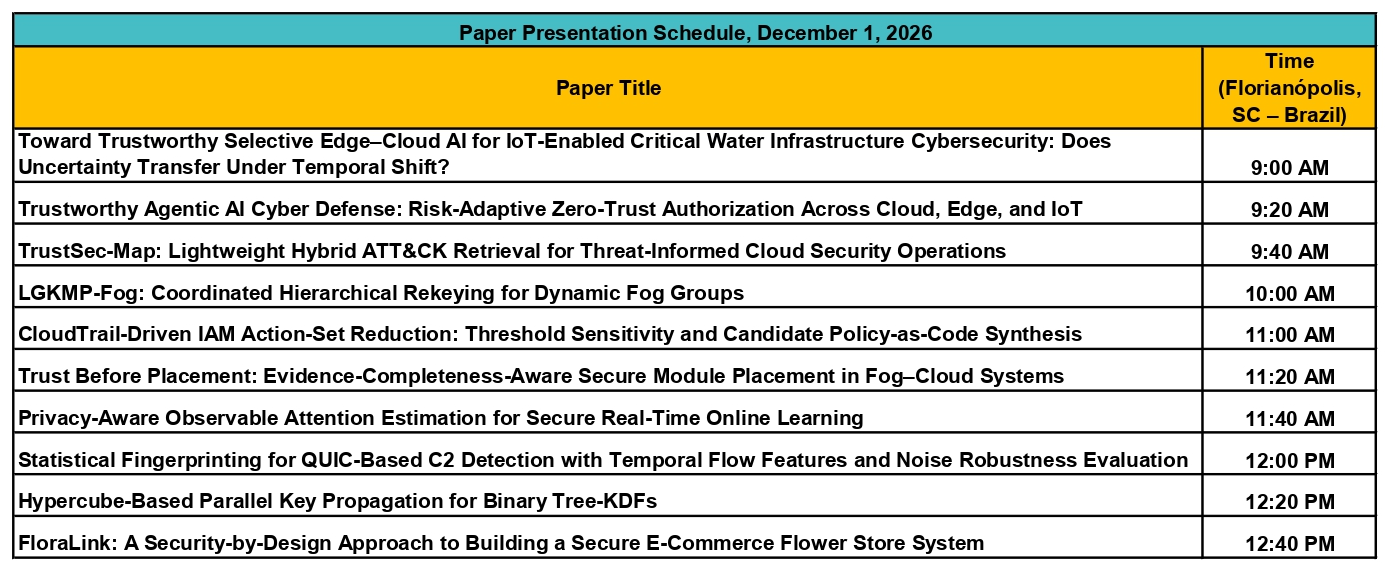 Paper Presentation Schedule, December 1, 2026
Paper Title
Time
(Florianópolis,
SC – Brazil)
Toward Trustworthy Selective Edge–Cloud AI for IoT-Enabled Critical Water Infrastructure Cybersecurity: Does
Uncertainty Transfer Under Temporal Shift?
9:00 AM
Trustworthy Agentic AI Cyber Defense: Risk-Adaptive Zero-Trust Authorization Across Cloud, Edge, and IoT
9:20 AM
TrustSec-Map: Lightweight Hybrid ATT&CK Retrieval for Threat-Informed Cloud Security Operations
9:40 AM
LGKMP-Fog: Coordinated Hierarchical Rekeying for Dynamic Fog Groups
10:00 AM
CloudTrail-Driven IAM Action-Set Reduction: Threshold Sensitivity and Candidate Policy-as-Code Synthesis
11:00 AM
Trust Before Placement: Evidence-Completeness-Aware Secure Module Placement in Fog–Cloud Systems
11:20 AM
Privacy-Aware Observable Attention Estimation for Secure Real-Time Online Learning
11:40 AM
Statistical Fingerprinting for QUIC-Based C2 Detection with Temporal Flow Features and Noise Robustness Evaluation
12:00 PM
Hypercube-Based Parallel Key Propagation for Binary Tree-KDFs
12:20 PM
FloraLink: A Security-by-Design Approach to Building a Secure E-Commerce Flower Store System
12:40 PM